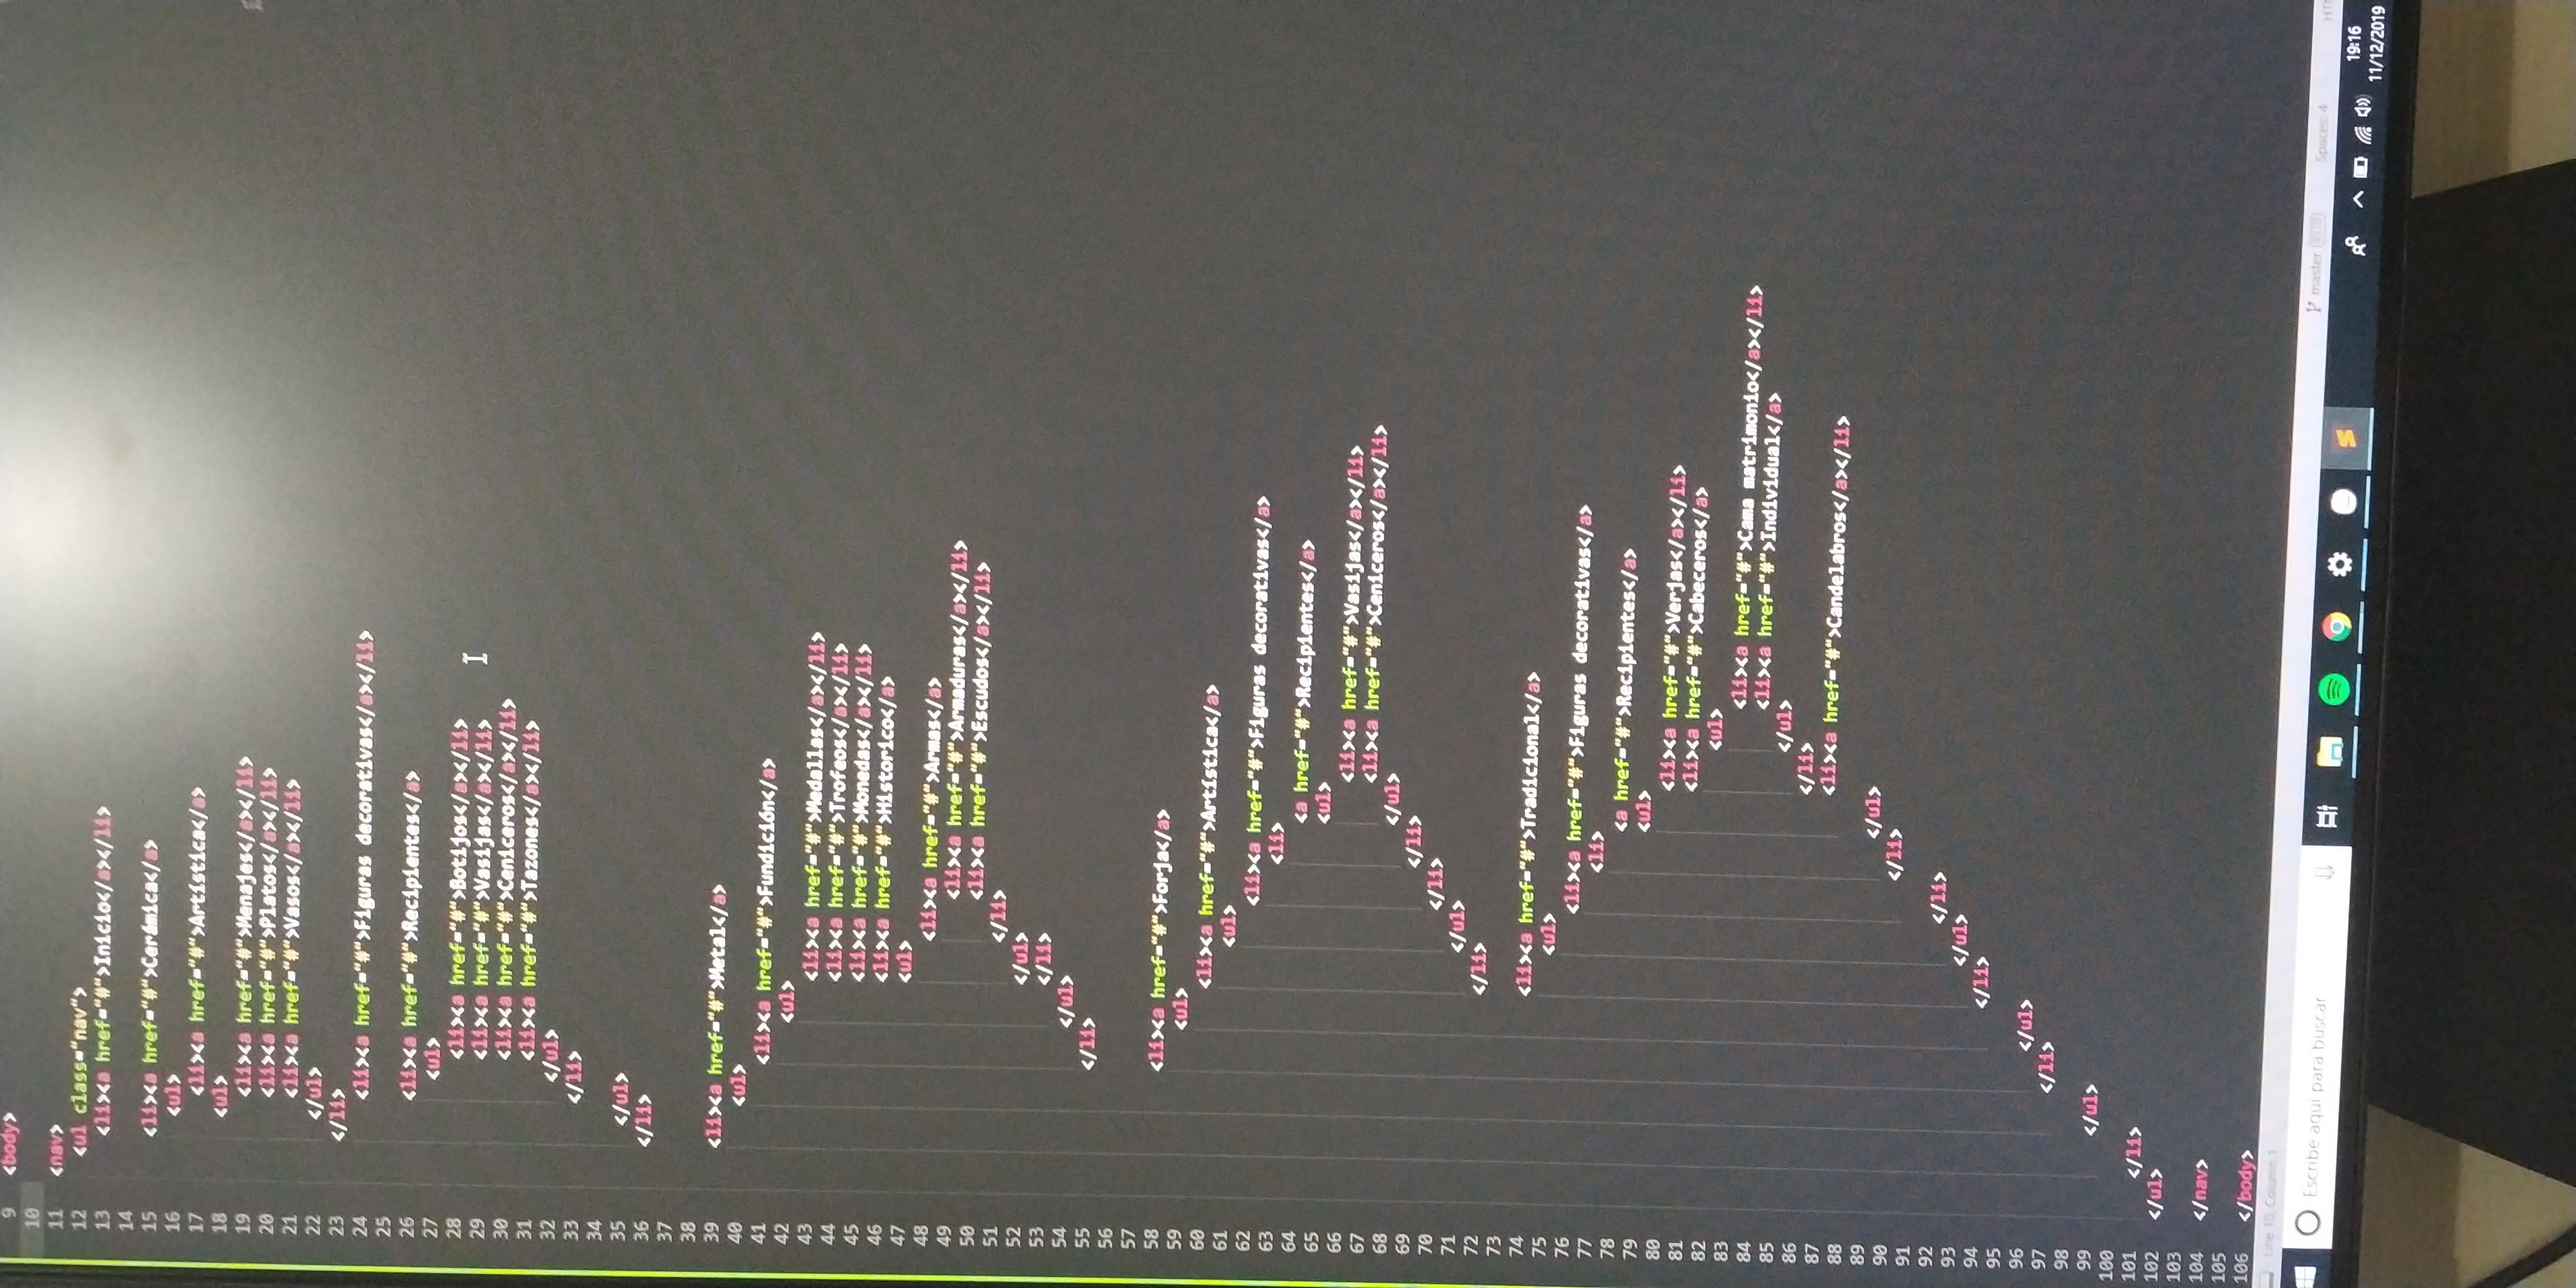 9 <body>
10
11 <nav>
12 <ul class="nav">
13 <li><a href="#">Inicio</a></li>
14
15 <li><a href="#">Cerámica</a>
16 <ul>
17 <li><a href="#">Artística</a>
18 <ul>
19 <li><a href="#">Menajes</a></li>
20 <li><a href="#">Platos</a></li>
21 <li><a href="#">Vasos</a></li>
22 </ul>
23 </li>
24 <li><a href="#">Figuras decorativas</a></li>
25
26 <li><a href="#">Recipientes</a>
27 <ul>
28 <li><a href="#">Botijos</a></li>
29 <li><a href="#">Vasijas</a></li>
30 <li><a href="#">Ceniceros</a></li>
31 <li><a href="#">Tazones</a></li>
32 </ul>
33 </li>
34
35 </ul>
36 </li>
37
38
39 <li><a href="#">Metal</a>
40 <ul>
41 <li><a href="#">Fundición</a>
42 <ul>
43 <li><a href="#">Medallas</a></li>
44 <li><a href="#">Trofeos</a></li>
45 <li><a href="#">Monedas</a></li>
46 <li><a href="#">Historico</a>
47 <ul>
48 <li><a href="#">Armas</a>
49 <li><a href="#">Armaduras</a></li>
50 <li><a href="#">Escudos</a></li>
51 </li>
52 </ul>
53 </li>
54 </ul>
55 </li>
56
57
58 <li><a href="#">Forja</a>
59 <ul>
60 <li><a href="#">Artística</a>
61 <ul>
62 <li><a href="#">Figuras decorativas</a>
63 <li>
64 <a href="#">Recipientes</a>
65 <ul>
66 <li><a href="#">Vasijas</a></li>
67 <li><a href="#">Ceniceros</a></li>
68 </ul>
69 </li>
70 </li>
71 </ul>
72 </li>
73
74 <li><a href="#">Tradicional</a>
75 <ul>
76 <li><a href="#">Figuras decorativas</a>
77 <li>
78 <a href="#">Recipientes</a>
79 <ul>
80 <li><a href="#">Verjas</a></li>
81 <li><a href="#">Cabeceros</a>
82 <ul>
83 <li><a href="#">Cama matrimonio</a></li>
84 <li><a href="#">Individual</a>
85 </ul>
86 </li>
87 <li><a href="#">Candelabros</a></li>
88
89 </ul>
90 </li>
91
92 </li>
93 </ul>
94 </li>
95
96 </ul>
97 </li>
98
99 </ul>
100
101 </li>
102 </ul>
103
104 </nav>
105
106 </body>
Line 10, Column 1
master
Spaces: 4
Escribe aquí para buscar
19:16
11/12/2019